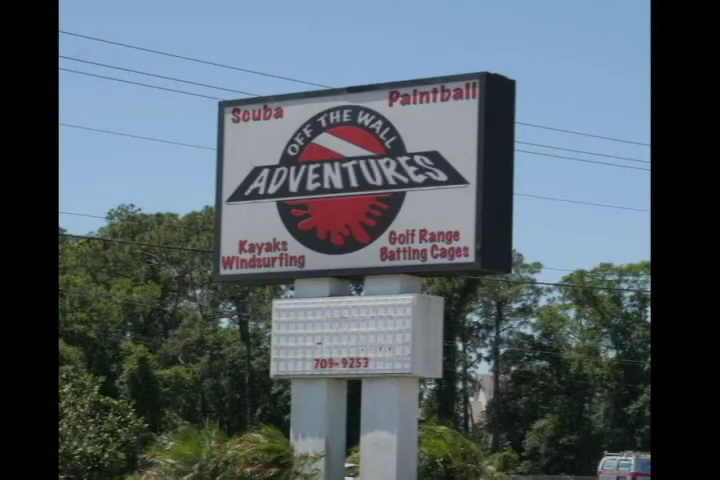 Scuba
Paintball
OFF THE WALL
ADVENTURES
Kayaks
Windsurfing
Golf Range
Batting Cages
709-9253